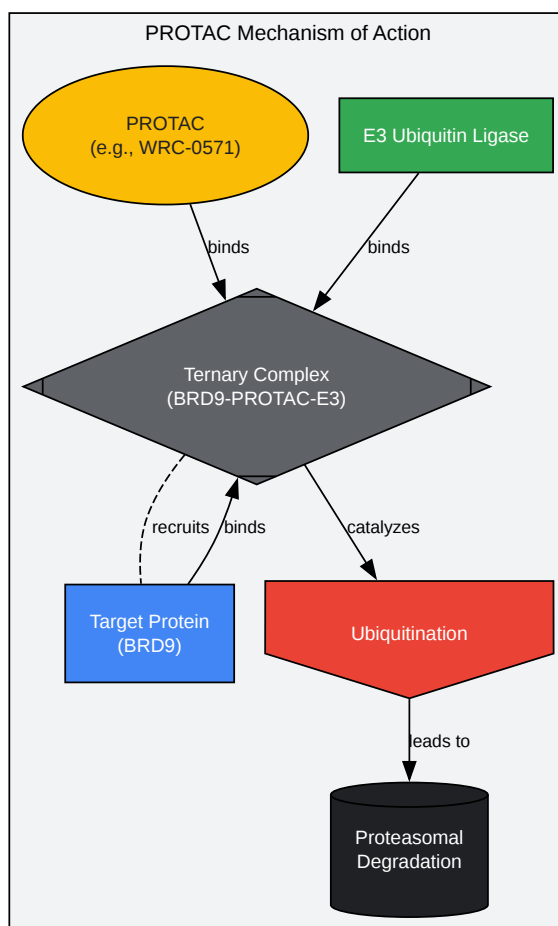 PROTAC Mechanism of Action
PROTAC
(e.g., WRC-0571)
E3 Ubiquitin Ligase
binds
binds
Ternary Complex
(BRD9-PROTAC-E3)
recruits
binds
catalyzes
Target Protein
(BRD9)
Ubiquitination
leads to
Proteasomal
Degradation